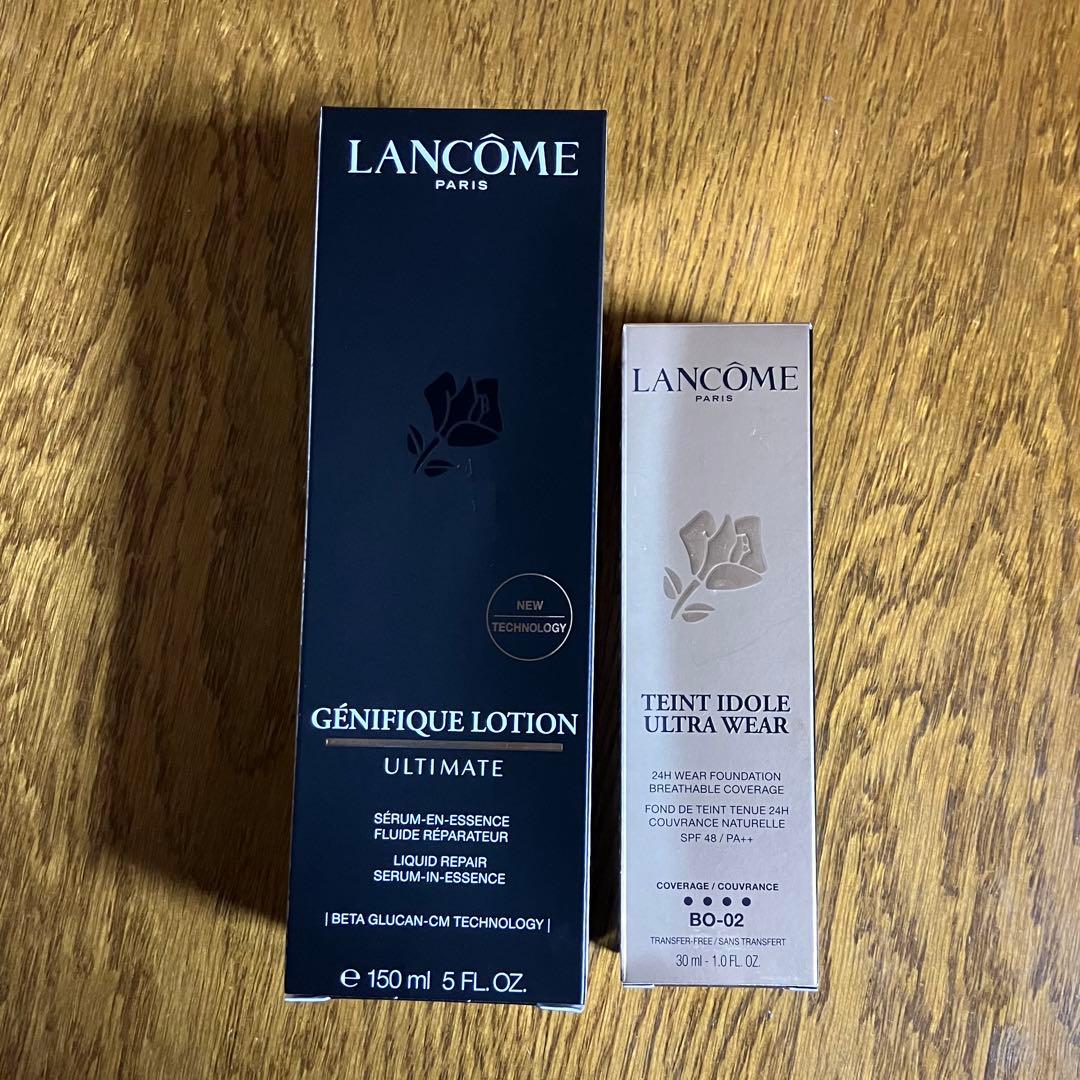 LANCÔME
PARIS
NEW
TECHNOLOGY
GÉNIFIQUE LOTION
ULTIMATE
SÉRUM-EN-ESSENCE
FLUIDE RÉPARATEUR
LIQUID REPAIR
SERUM-IN-ESSENCE
| BETA GLUCAN-CM TECHNOLOGY |
℮ 150 ml 5 FL. OZ.
LANCÔME
PARIS
TEINT IDOLE
ULTRA WEAR
24H WEAR FOUNDATION
BREATHABLE COVERAGE
FOND DE TEINT TENUE 24H
COUVRANCE NATURELLE
SPF 48 / PA++
COVERAGE / COUVRANCE
BO-02
TRANSFER-FREE / SANS TRANSFERT
30 ml - 1.0 FL. OZ.